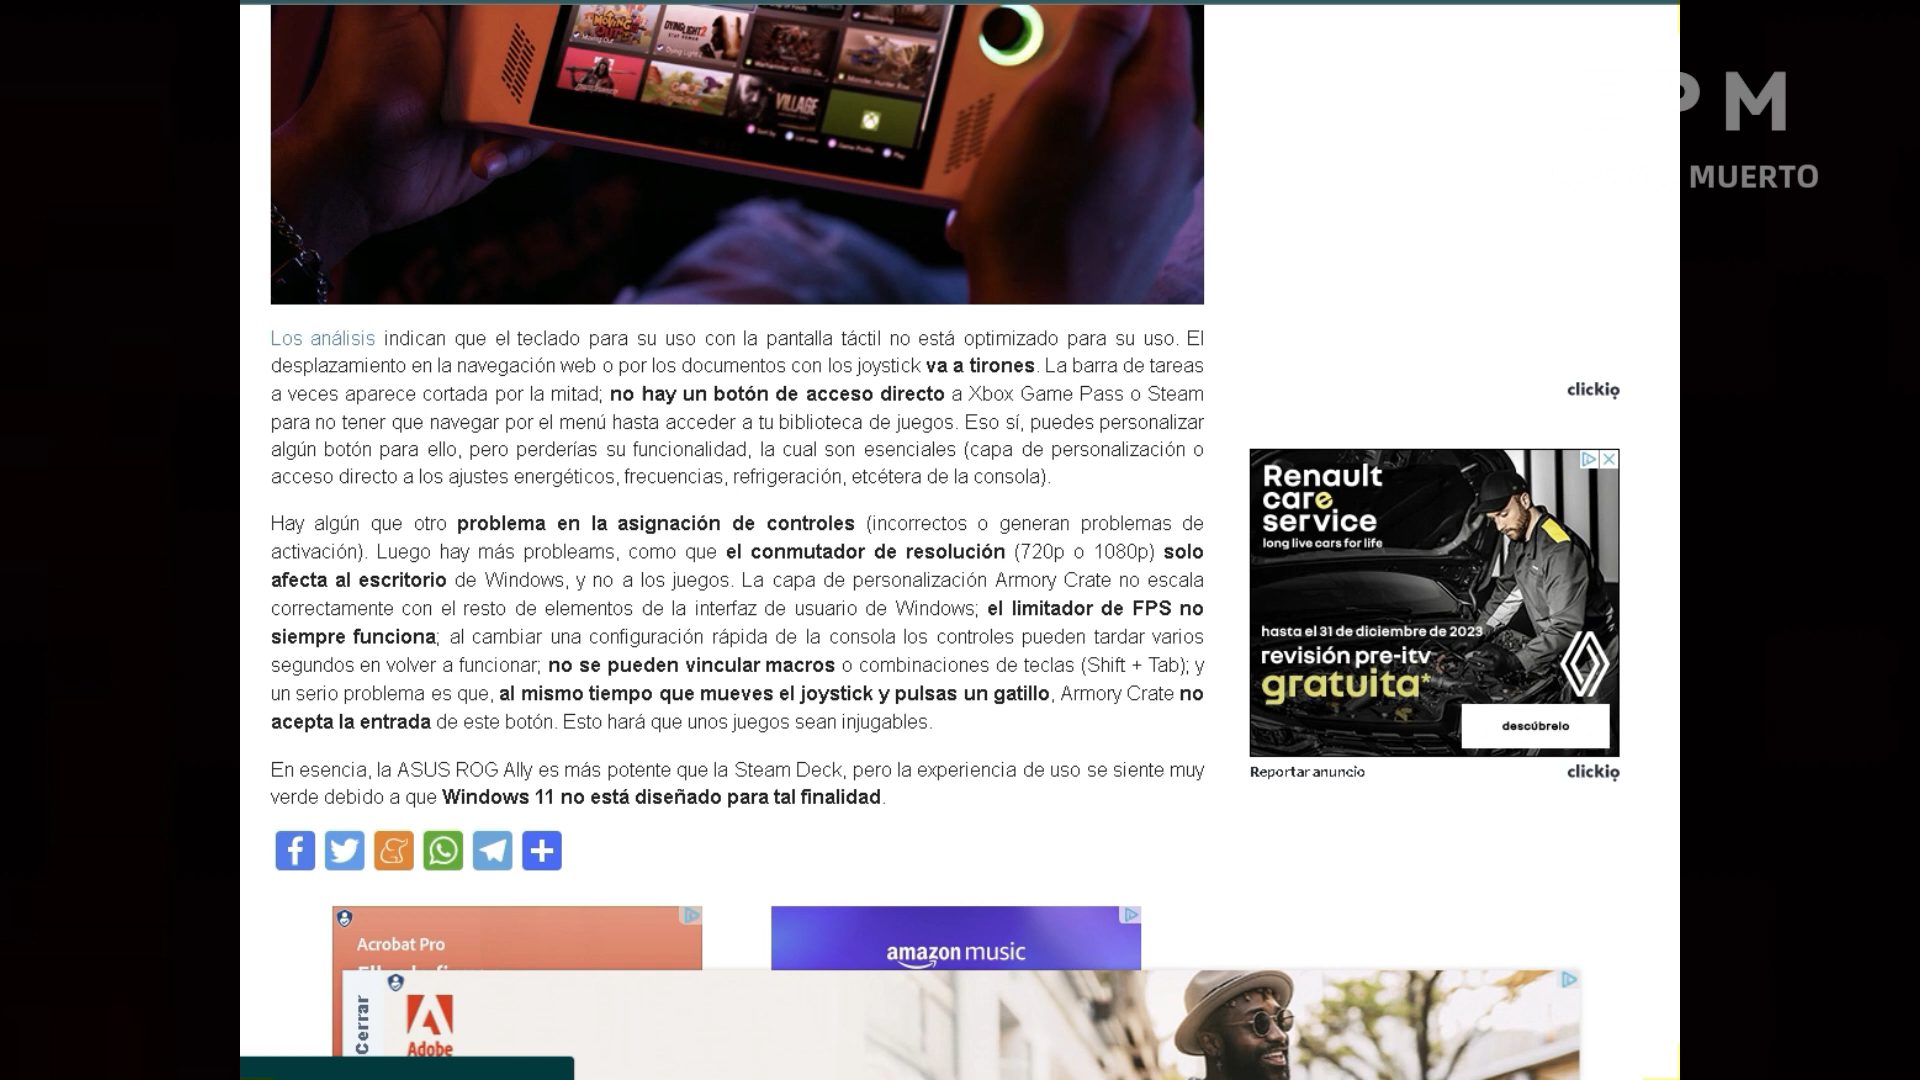 MOVING OUT
Moving Out
DYING LIGHT 2
VILLAGE
PM
MUERTO
Los análisis indican que el teclado para su uso con la pantalla táctil no está optimizado para su uso. El
desplazamiento en la navegación web o por los documentos con los joystick va a tirones. La barra de tareas
a veces aparece cortada por la mitad; no hay un botón de acceso directo a Xbox Game Pass o Steam
para no tener que navegar por el menú hasta acceder a tu biblioteca de juegos. Eso sí, puedes personalizar
algún botón para ello, pero perderías su funcionalidad, la cual son esenciales (capa de personalización o
acceso directo a los ajustes energéticos, frecuencias, refrigeración, etcétera de la consola).
Hay algún que otro problema en la asignación de controles (incorrectos o generan problemas de
activación). Luego hay más probleams, como que el conmutador de resolución (720p o 1080p) solo
afecta al escritorio de Windows, y no a los juegos. La capa de personalización Armory Crate no escala
correctamente con el resto de elementos de la interfaz de usuario de Windows; el limitador de FPS no
siempre funciona; al cambiar una configuración rápida de la consola los controles pueden tardar varios
segundos en volver a funcionar; no se pueden vincular macros o combinaciones de teclas (Shift + Tab); y
un serio problema es que, al mismo tiempo que mueves el joystick y pulsas un gatillo, Armory Crate no
acepta la entrada de este botón. Esto hará que unos juegos sean injugables.
En esencia, la ASUS ROG Ally es más potente que la Steam Deck, pero la experiencia de uso se siente muy
verde debido a que Windows 11 no está diseñado para tal finalidad.
clickio
Renault
care
service
long live cars for life
hasta el 31 de diciembre de 2023
revisión pre-itv
gratuita*
descúbrelo
Reportar anuncio
clickio
Acrobat Pro
amazon music
Cerrar
Adobe